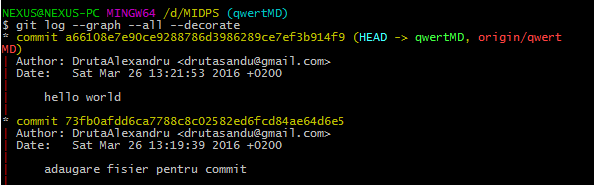 NEXUS@NEXUS-PC MINGW64 /d/MIDPS (qwertMD)
$ git log --graph --all --decorate
* commit a66108e7e90ce9288786d3986289ce7ef3b914f9 (HEAD -> qwertMD, origin/qwert
MD)
| Author: DrutaAlexandru <drutasandu@gmail.com>
| Date:   Sat Mar 26 13:21:53 2016 +0200
|
|     hello world
|
* commit 73fb0afdd6ca7788c8c02582ed6fcd84ae64d6e5
| Author: DrutaAlexandru <drutasandu@gmail.com>
| Date:   Sat Mar 26 13:19:39 2016 +0200
|
|     adaugare fisier pentru commit